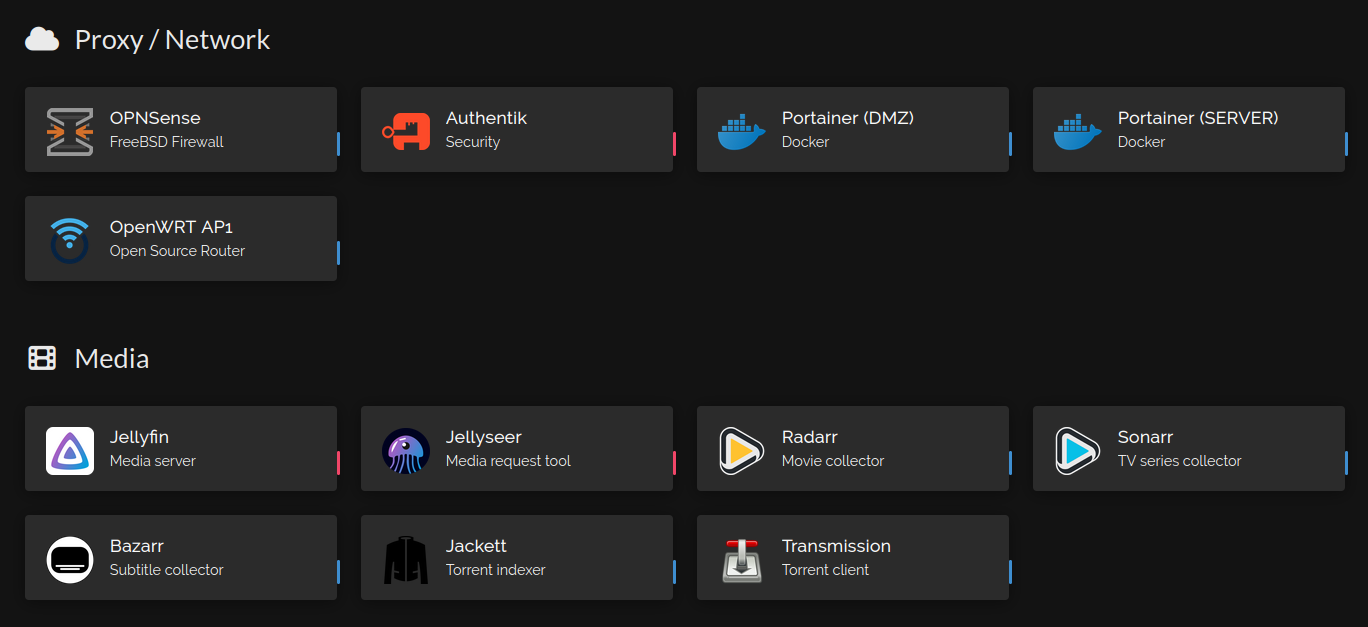 Proxy / Network
OPNSense
FreeBSD Firewall
Authentik
Security
Portainer (DMZ)
Docker
Portainer (SERVER)
Docker
OpenWRT AP1
Open Source Router
Media
Jellyfin
Media server
Jellyseer
Media request tool
Radarr
Movie collector
Sonarr
TV series collector
Bazarr
Subtitle collector
Jackett
Torrent indexer
Transmission
Torrent client